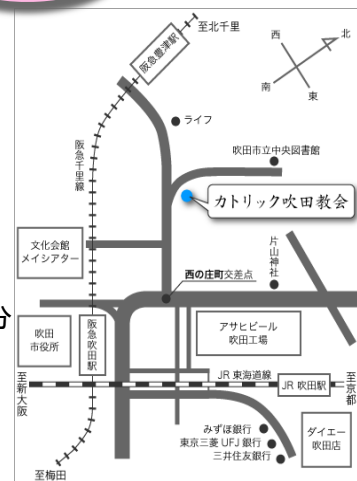 至北千里
阪急豊津駅
西
北
南
東
ライフ
阪急千里線
吹田市立中央図書館
カトリック吹田教会
文化会館
メイシアター
片山神社
西の庄町交差点
分
吹田
市役所
阪急吹田駅
アサヒビール
吹田工場
至新大阪
JR 東海道線
JR 吹田駅
至京都
みずほ銀行
東京三菱 UFJ 銀行
三井住友銀行
ダイエー
吹田店
至梅田